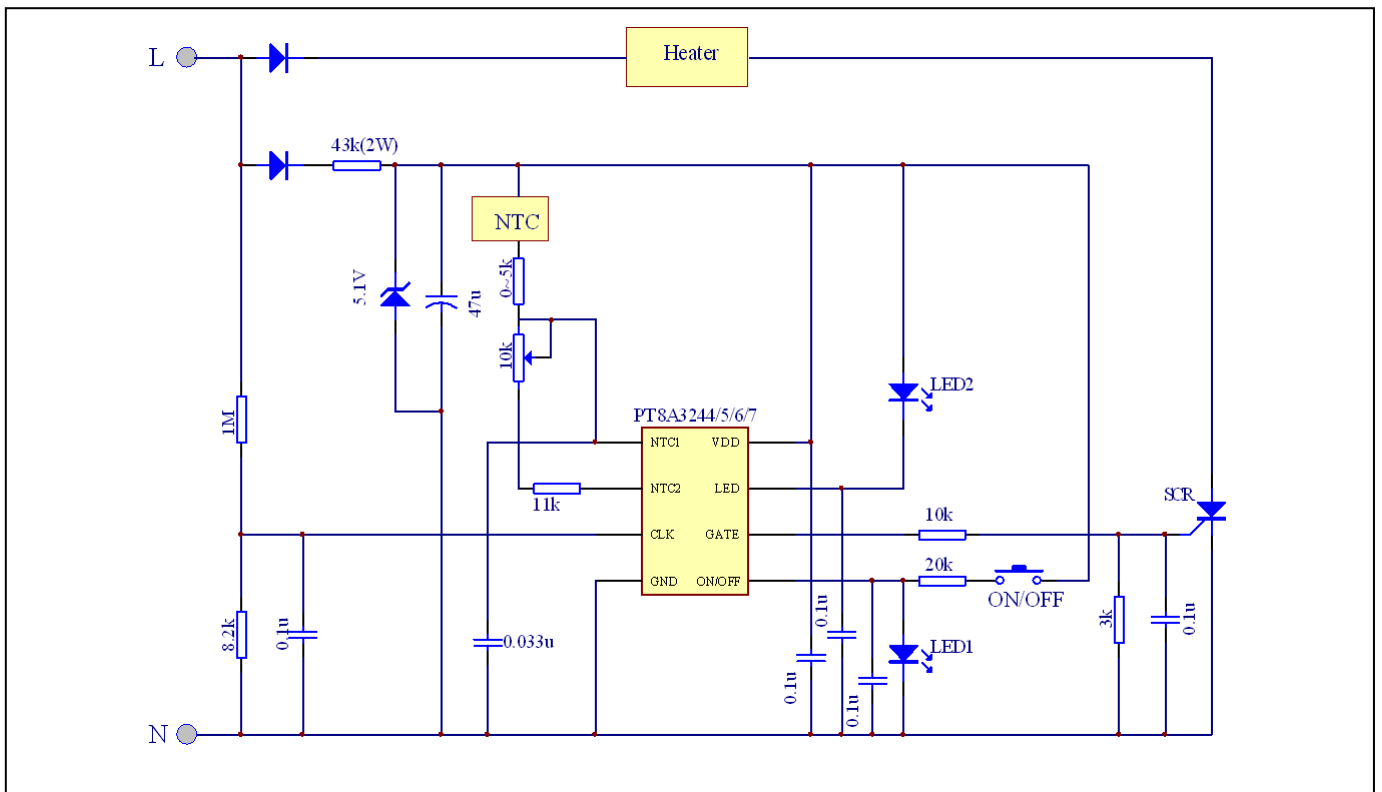 L
Heater
43k(2W)
NTC
5.1V
47u
0~5k
10k
LED2
1M
PT8A3244/5/6/7
NTC1
VDD
NTC2
LED
11k
SCR
CLK
GATE
10k
GND
ON/OFF
20k
ON/OFF
8.2k
0.1u
0.033u
0.1u
0.1u
0.1u
LED1
3k
0.1u
N